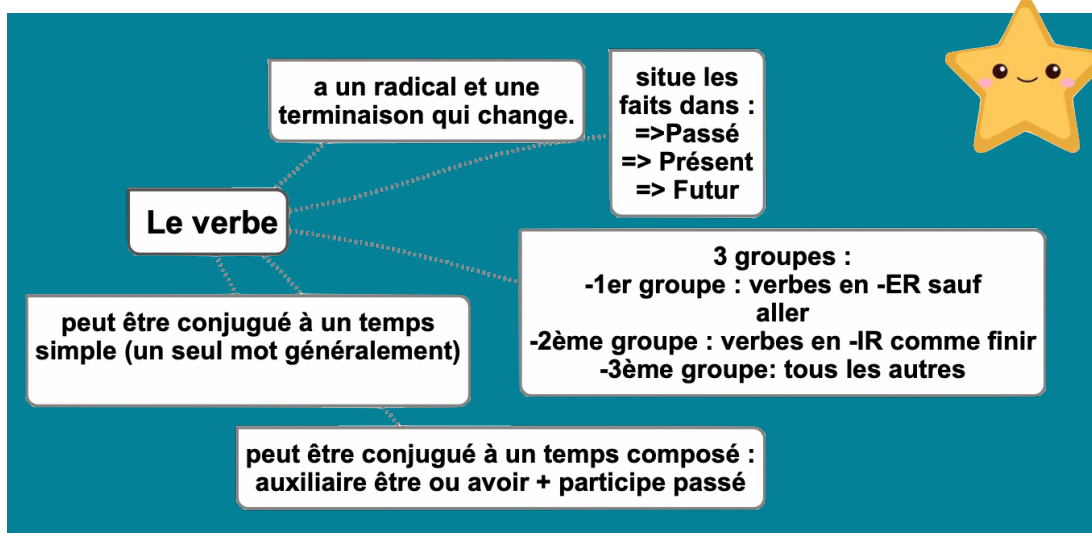 a un radical et une
terminaison qui change.
situe les
faits dans :
=>Passé
=> Présent
=> Futur
Le verbe
3 groupes :
-1er groupe : verbes en -ER sauf
aller
-2ème groupe : verbes en -IR comme finir
-3ème groupe: tous les autres
peut être conjugué à un temps
simple (un seul mot généralement)
peut être conjugué à un temps composé :
auxiliaire être ou avoir + participe passé